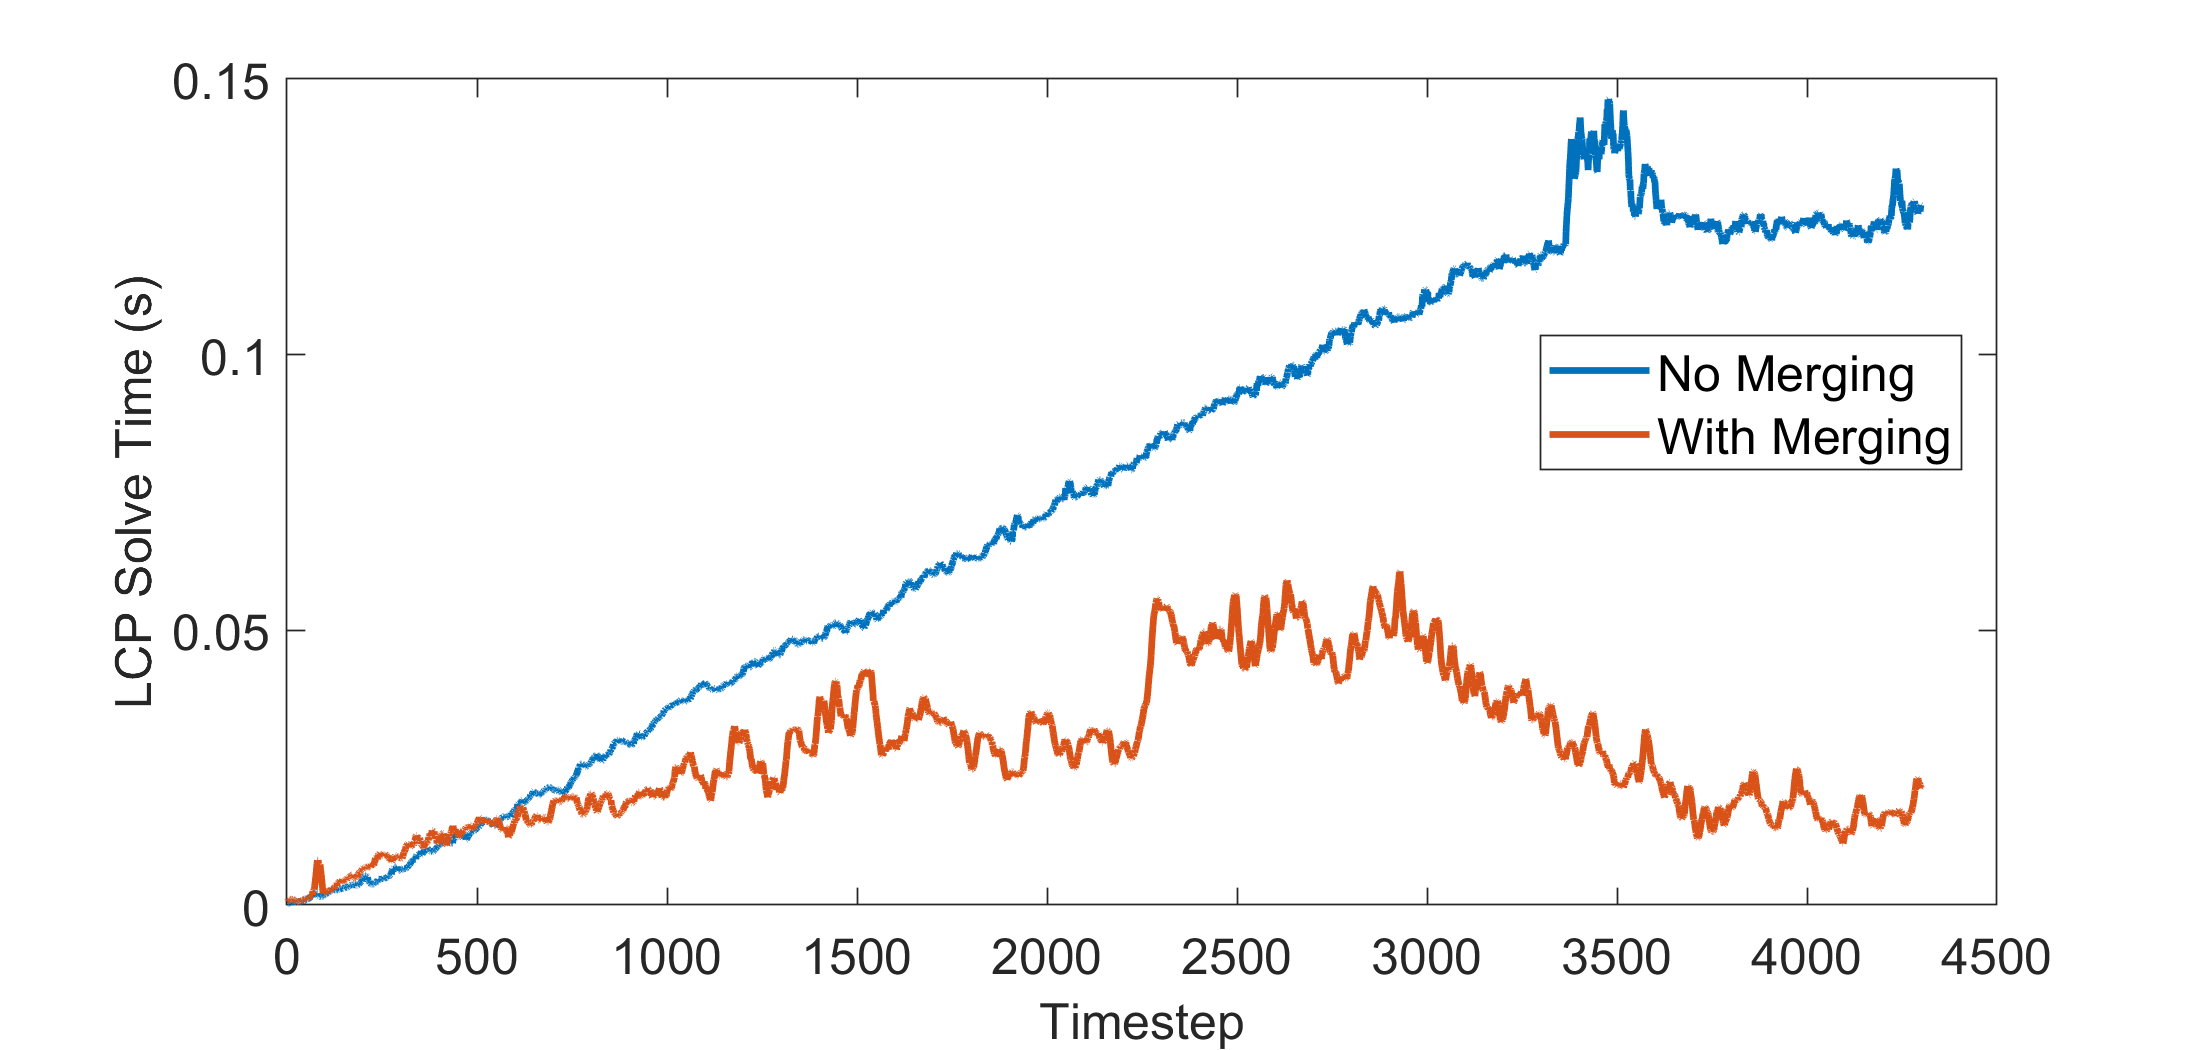 0.15
0.1
0.05
0
LCP Solve Time (s)
No Merging
With Merging
0 500 1000 1500 2000 2500 3000 3500 4000 4500
Timestep